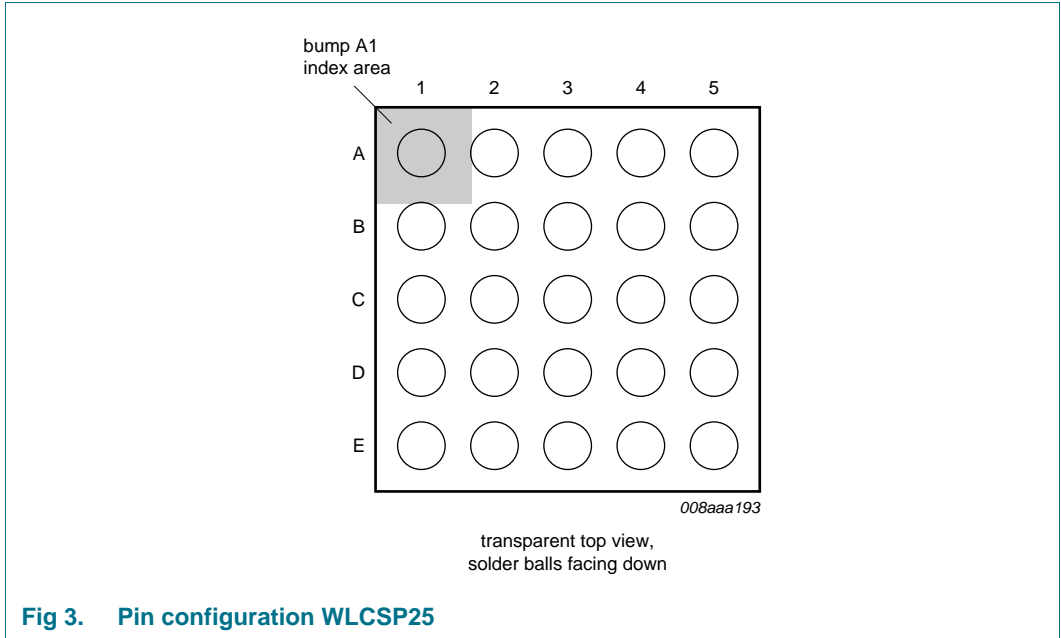 bump A1
index area
1 2 3 4 5
A
B
C
D
E
008aaa193
transparent top view,
solder balls facing down
Fig 3. Pin configuration WLCSP25